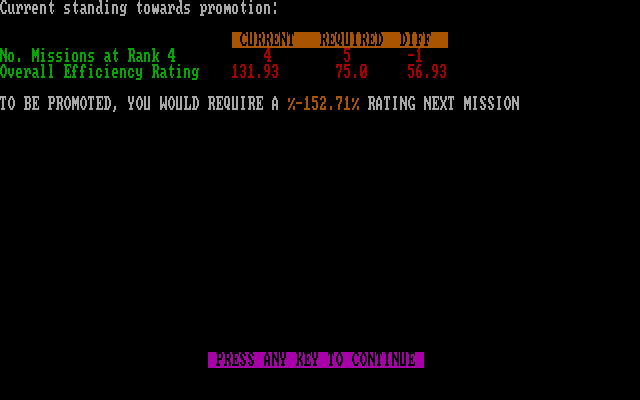 Current standing towards promotion:
CURRENT REQUIRED DIFF
No. Missions at Rank 4 4 5 -1
Overall Efficiency Rating 131.93 75.0 56.93
TO BE PROMOTED, YOU WOULD REQUIRE A %-152.71% RATING NEXT MISSION
PRESS ANY KEY TO CONTINUE